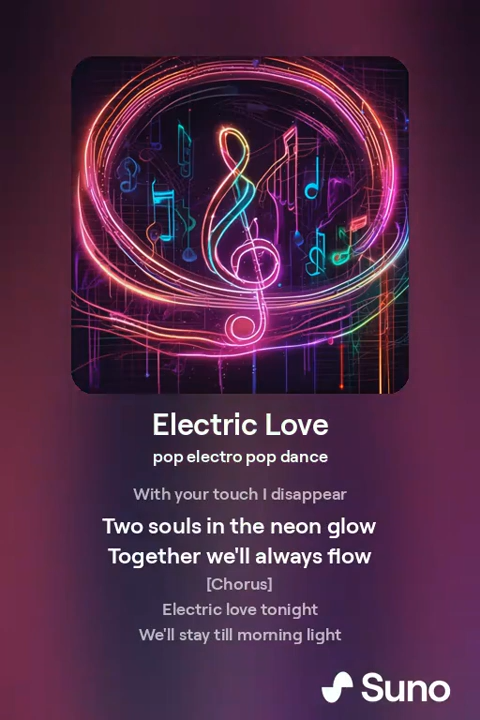 Electric Love
pop electro pop dance
With your touch I disappear
Two souls in the neon glow
Together we'll always flow
[Chorus]
Electric love tonight
We'll stay till morning light
Suno